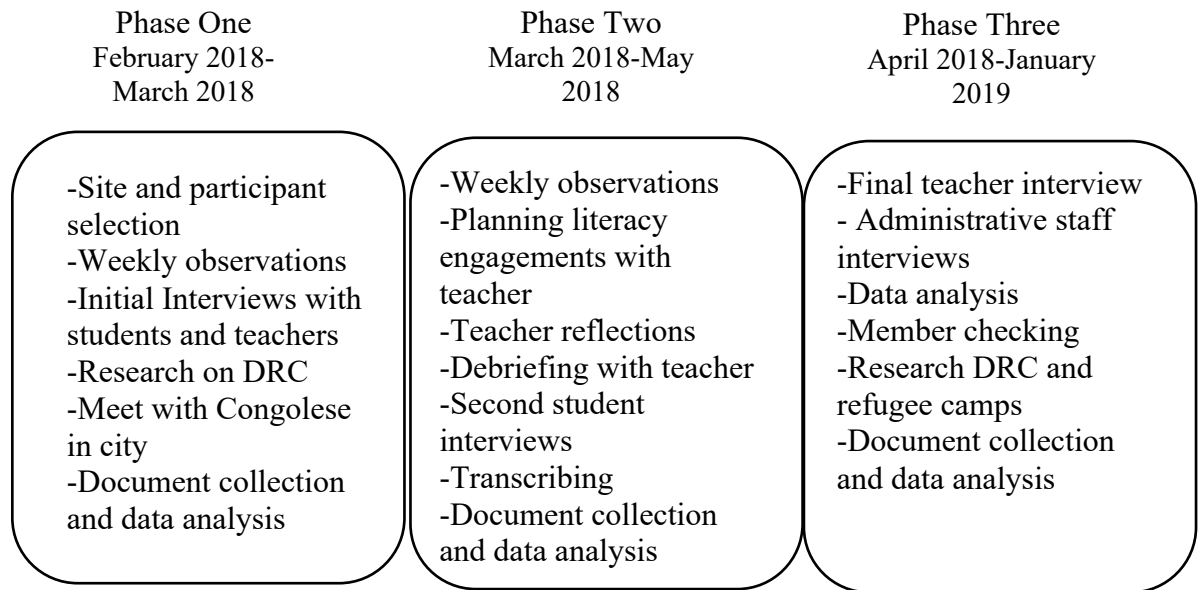 Phase One
February 2018-
March 2018
-Site and participant
selection
-Weekly observations
-Initial Interviews with
students and teachers
-Research on DRC
-Meet with Congolese
in city
-Document collection
and data analysis
Phase Two
March 2018-May
2018
-Weekly observations
-Planning literacy
engagements with
teacher
-Teacher reflections
-Debriefing with teacher
-Second student
interviews
-Transcribing
-Document collection
and data analysis
Phase Three
April 2018-January
2019
-Final teacher interview
- Administrative staff
interviews
-Data analysis
-Member checking
-Research DRC and
refugee camps
-Document collection
and data analysis